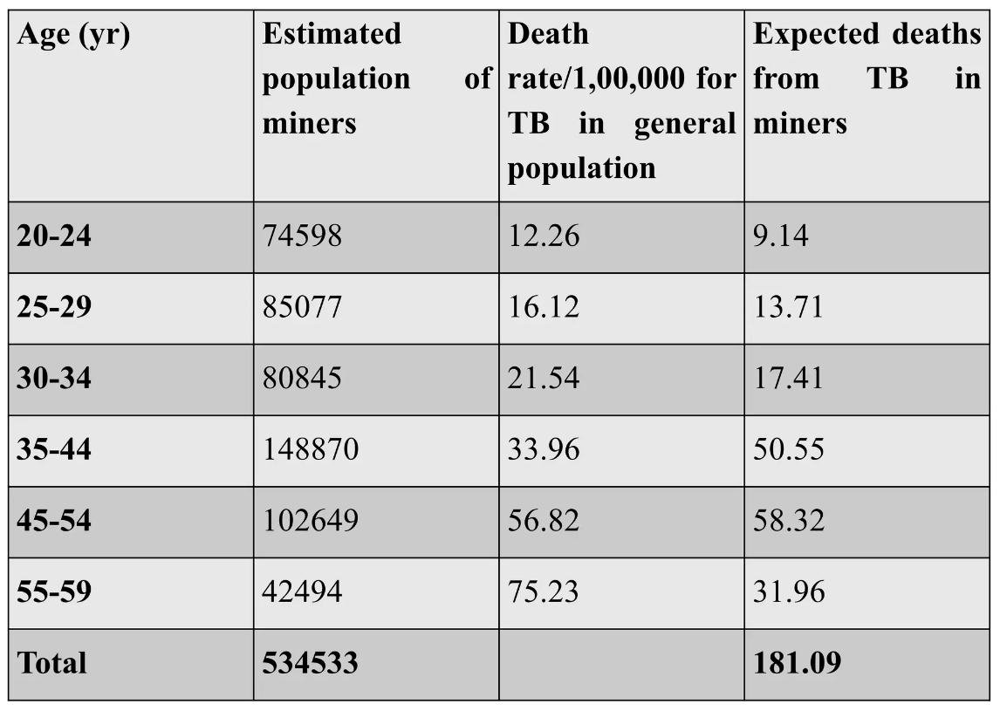 Age (yr) Estimated population of miners Death rate/1,00,000 for TB in general population Expected deaths from TB in miners
20-24 74598 12.26 9.14
25-29 85077 16.12 13.71
30-34 80845 21.54 17.41
35-44 148870 33.96 50.55
45-54 102649 56.82 58.32
55-59 42494 75.23 31.96
Total 534533 181.09